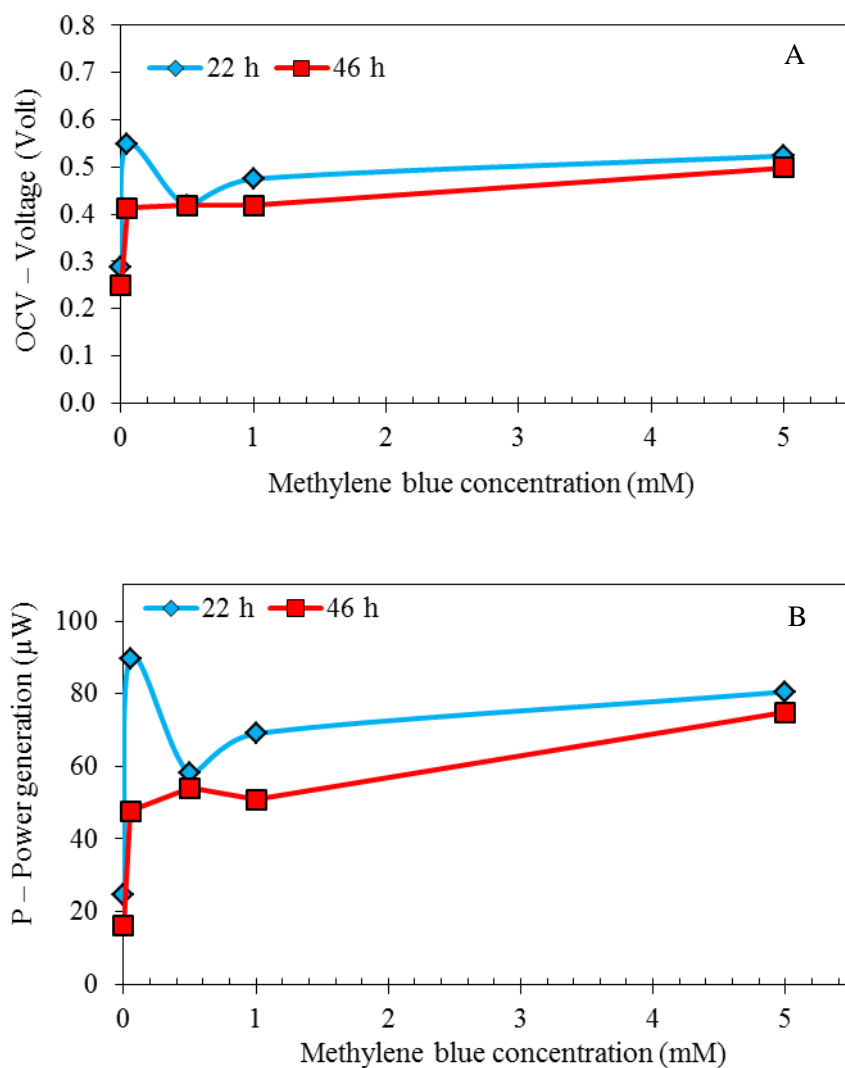 0.8
0.7
0.6
0.5
0.4
0.3
0.2
0.1
0.0
OCV – Voltage (Volt)
22 h 46 h
A
0 1 2 3 4 5
Methylene blue concentration (mM)
100
80
60
40
20
0
P – Power generation (µW)
22 h 46 h
B
0 1 2 3 4 5
Methylene blue concentration (mM)